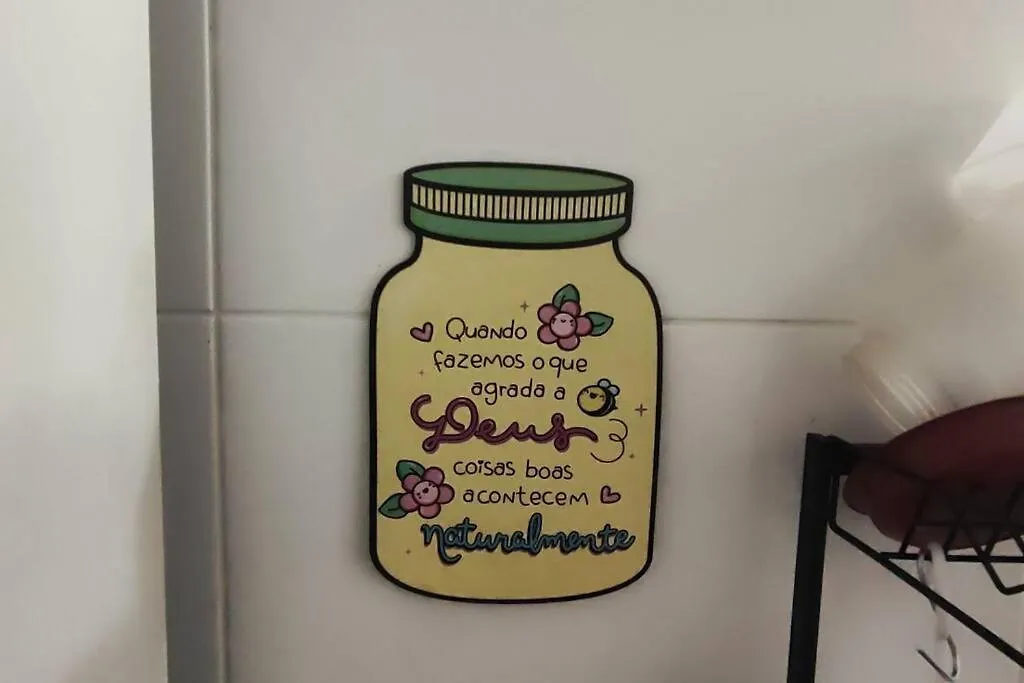 Quando
fazemos o que
agrada a
Deus
coisas boas
acontecem
naturalmente